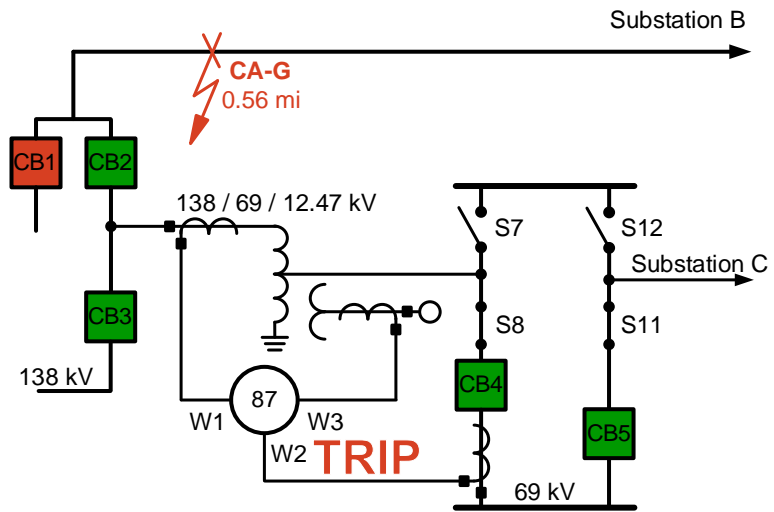 Substation B
CA-G
0.56 mi
CB1
CB2
138 / 69 / 12.47 kV
S7
S12
Substation C
CB3
S8
S11
138 kV
CB4
87
W1
W3
CB5
W2
TRIP
69 kV